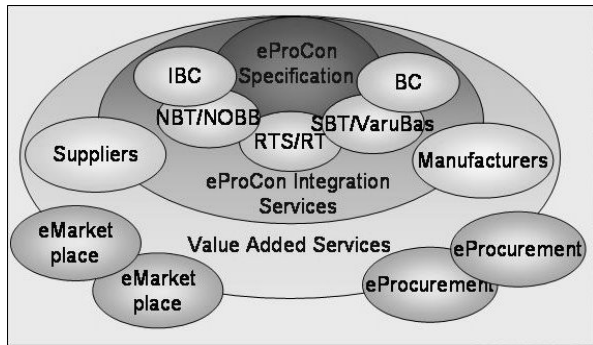 eProCon
Specification
IBC
BC
NBT/NOBB
SBT/VaruBas
RTS/RT
Suppliers
Manufacturers
eProCon Integration
Services
eMarket
place
Value Added Services
eProcurement
eMarket
place
eProcurement